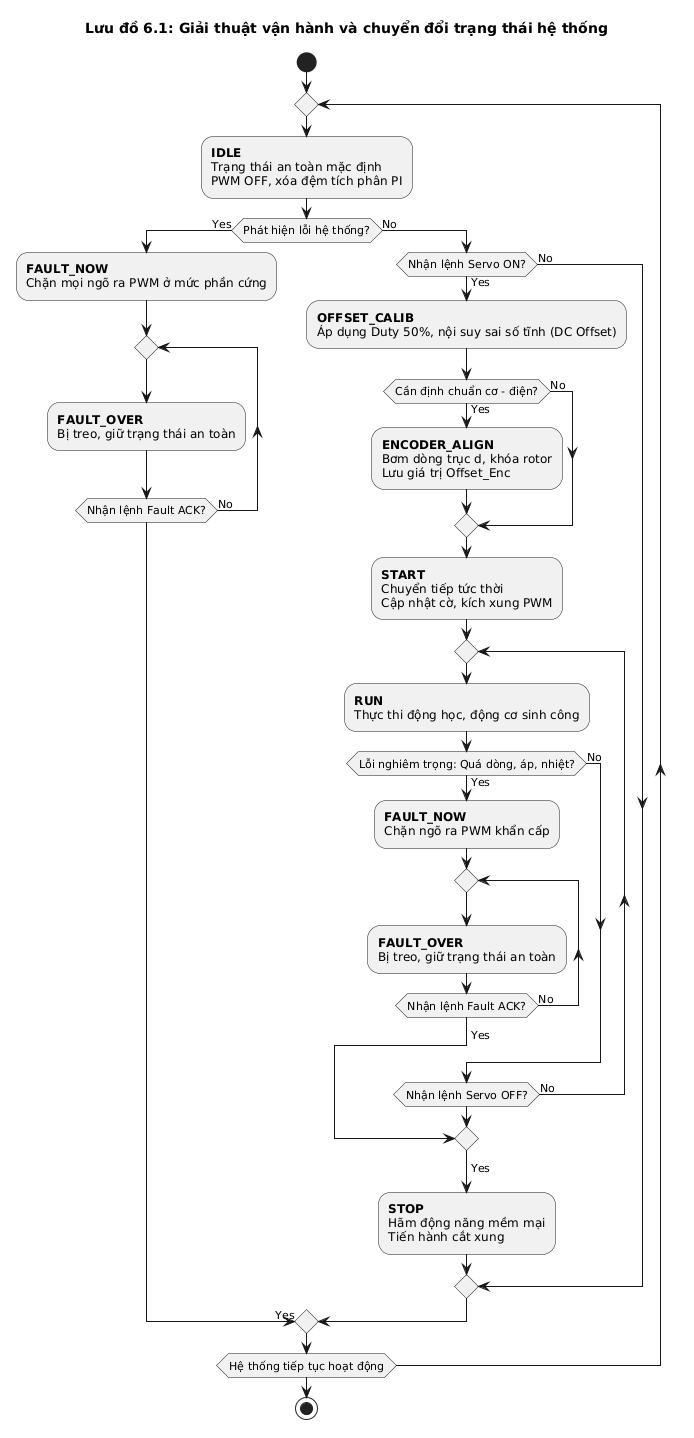 Lưu đồ 6.1: Giải thuật vận hành và chuyển đổi trạng thái hệ thống
IDLE
Trạng thái an toàn mặc định
PWM OFF, xóa đệm tích phân PI
Yes
Phát hiện lỗi hệ thống?
No
FAULT_NOW
Chặn mọi ngõ ra PWM ở mức phần cứng
FAULT_OVER
Bị treo, giữ trạng thái an toàn
Nhận lệnh Fault ACK?
No
Nhận lệnh Servo ON?
No
Yes
OFFSET_CALIB
Áp dụng Duty 50%, nội suy sai số tĩnh (DC Offset)
Cần định chuẩn cơ - điện?
No
Yes
ENCODER_ALIGN
Bơm dòng trục d, khóa rotor
Lưu giá trị Offset_Enc
START
Chuyển tiếp tức thời
Cập nhật cờ, kích xung PWM
RUN
Thực thi động học, động cơ sinh công
Lỗi nghiêm trọng: Quá dòng, áp, nhiệt?
No
Yes
FAULT_NOW
Chặn ngõ ra PWM khẩn cấp
FAULT_OVER
Bị treo, giữ trạng thái an toàn
Nhận lệnh Fault ACK?
No
Yes
Nhận lệnh Servo OFF?
No
Yes
STOP
Hãm động năng mềm mại
Tiến hành cắt xung
Yes
Hệ thống tiếp tục hoạt động